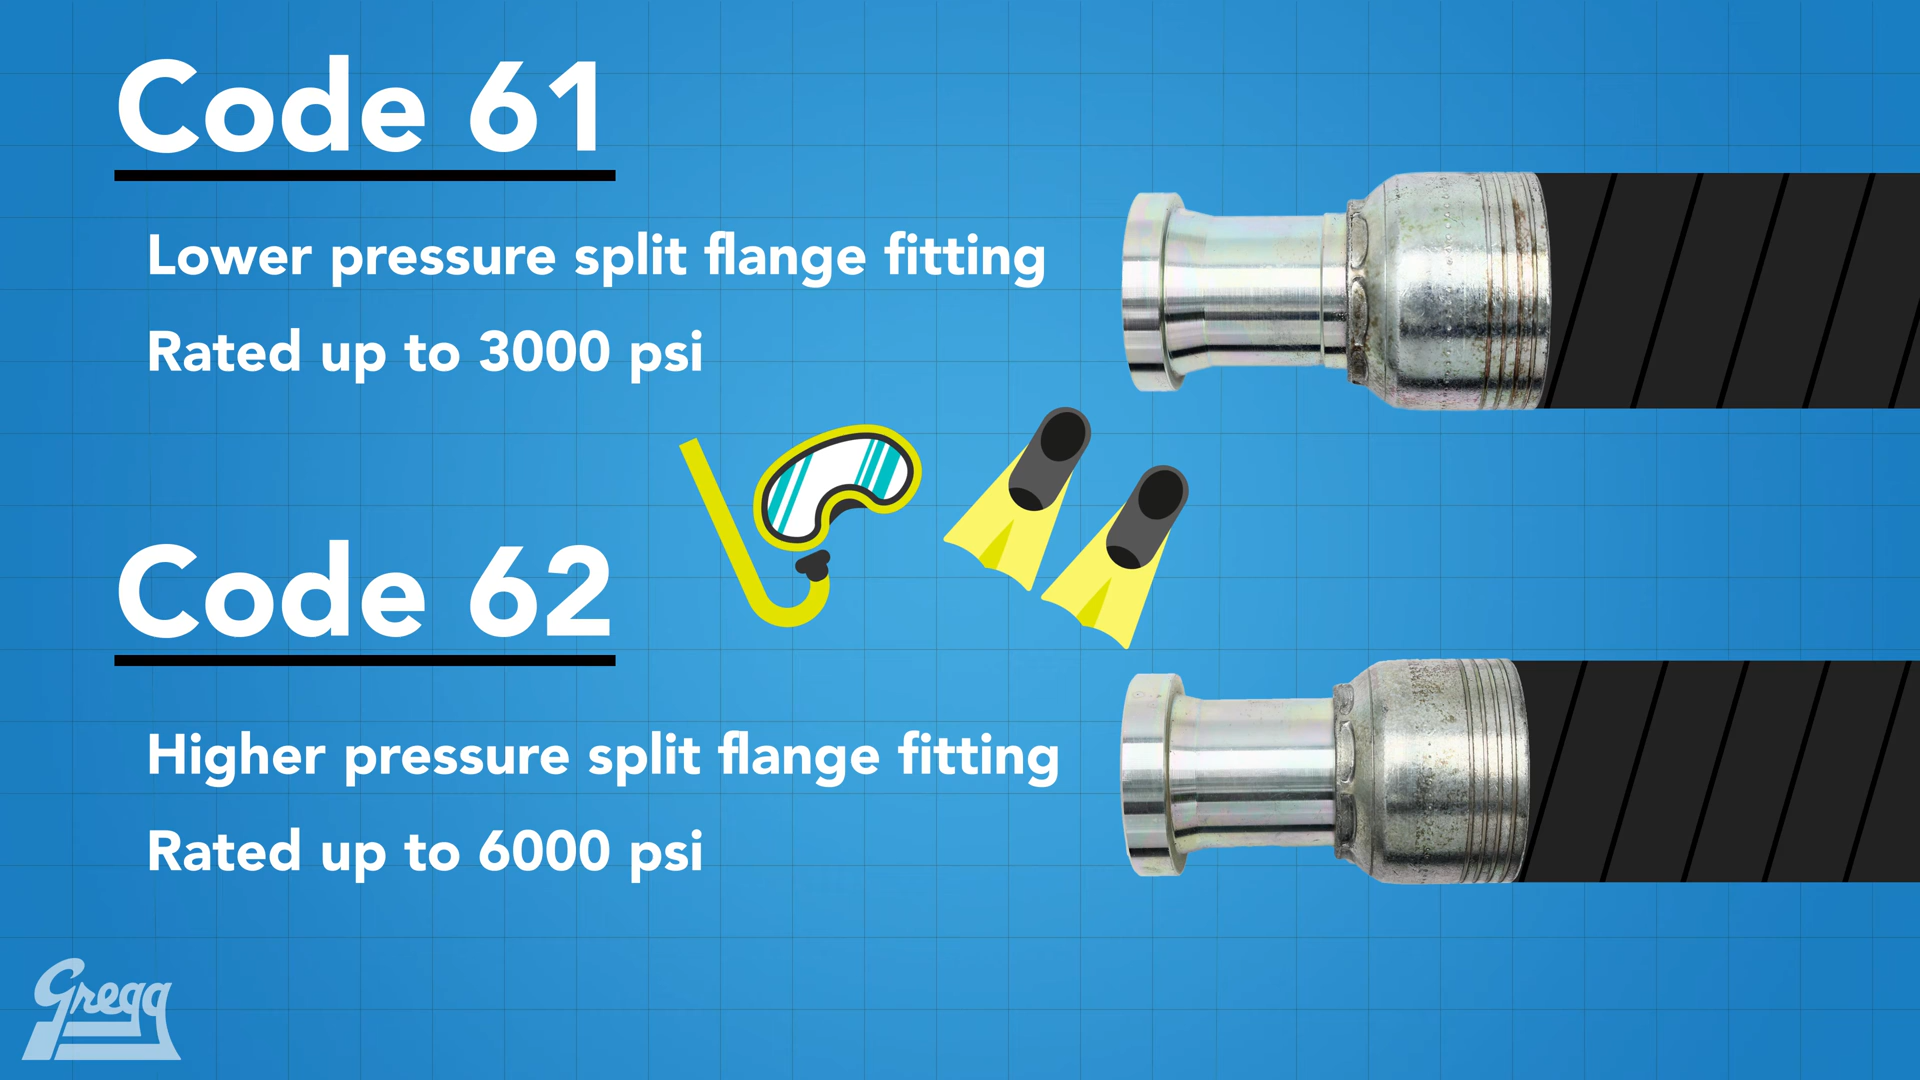 Code 61
Lower pressure split flange fitting
Rated up to 3000 psi
Code 62
Higher pressure split flange fitting
Rated up to 6000 psi
Gregg